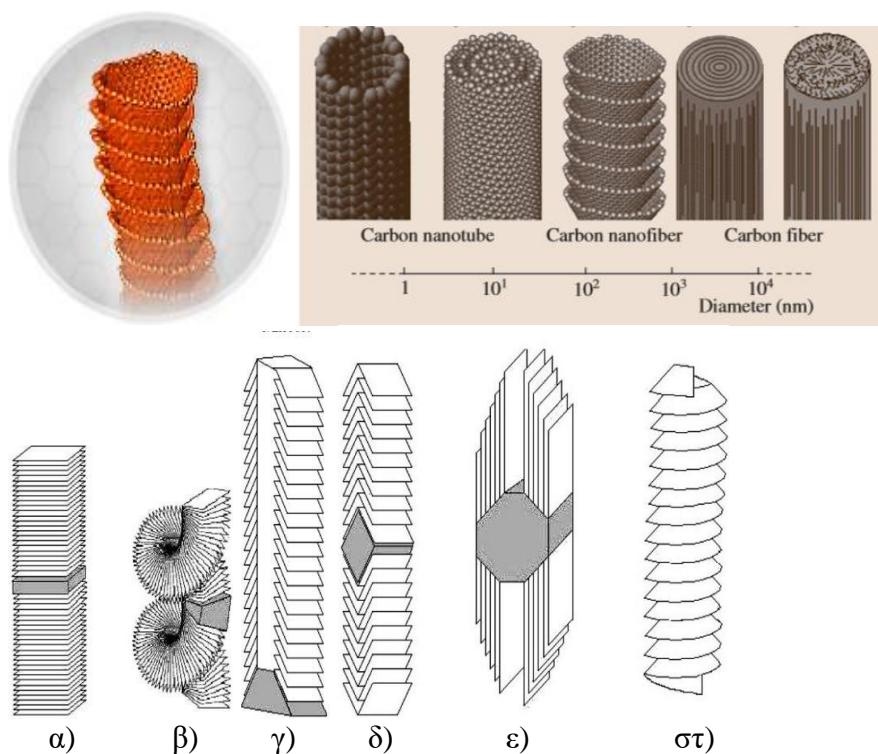 Carbon nanotube Carbon nanofiber Carbon fiber
1 10¹ 10² 10³ 10⁴
Diameter (nm)
α) β) γ) δ) ε) στ)